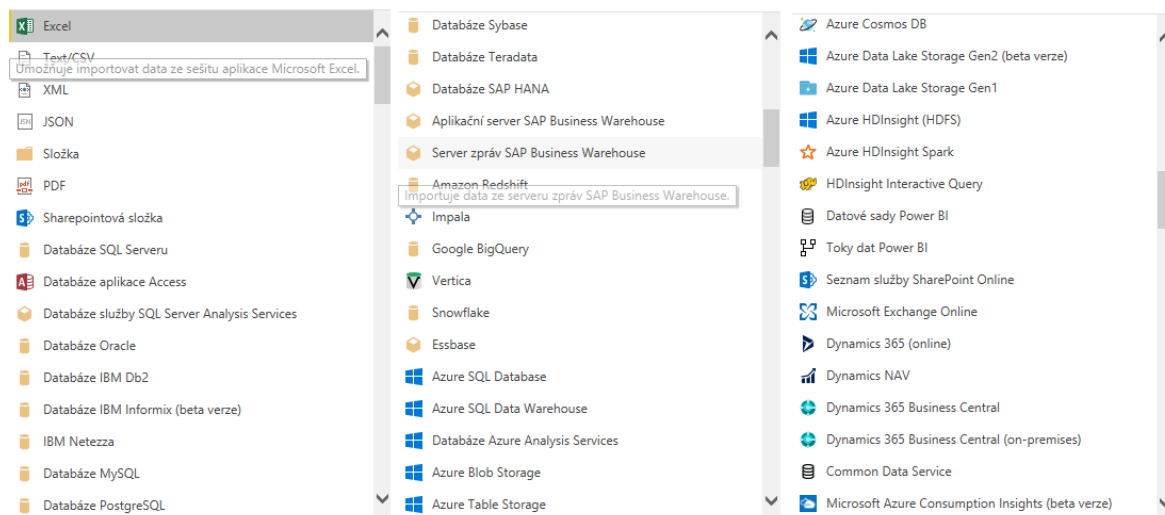 Excel
Text/CSV
Umožňuje importovat data ze sešitu aplikace Microsoft Excel.
XML
JSON
Složka
PDF
Sharepointová složka
Databáze SQL Serveru
Databáze aplikace Access
Databáze služby SQL Server Analysis Services
Databáze Oracle
Databáze IBM Db2
Databáze IBM Informix (beta verze)
IBM Netezza
Databáze MySQL
Databáze PostgreSQL
Databáze Sybase
Databáze Teradata
Databáze SAP HANA
Aplikační server SAP Business Warehouse
Server zpráv SAP Business Warehouse
Amazon Redshift
Importuje data ze serveru zpráv SAP Business Warehouse.
Impala
Google BigQuery
Vertica
Snowflake
Essbase
Azure SQL Database
Azure SQL Data Warehouse
Databáze Azure Analysis Services
Azure Blob Storage
Azure Table Storage
Azure Cosmos DB
Azure Data Lake Storage Gen2 (beta verze)
Azure Data Lake Storage Gen1
Azure HDInsight (HDFS)
Azure HDInsight Spark
HDInsight Interactive Query
Datové sady Power BI
Toky dat Power BI
Seznam služby SharePoint Online
Microsoft Exchange Online
Dynamics 365 (online)
Dynamics NAV
Dynamics 365 Business Central
Dynamics 365 Business Central (on-premises)
Common Data Service
Microsoft Azure Consumption Insights (beta verze)